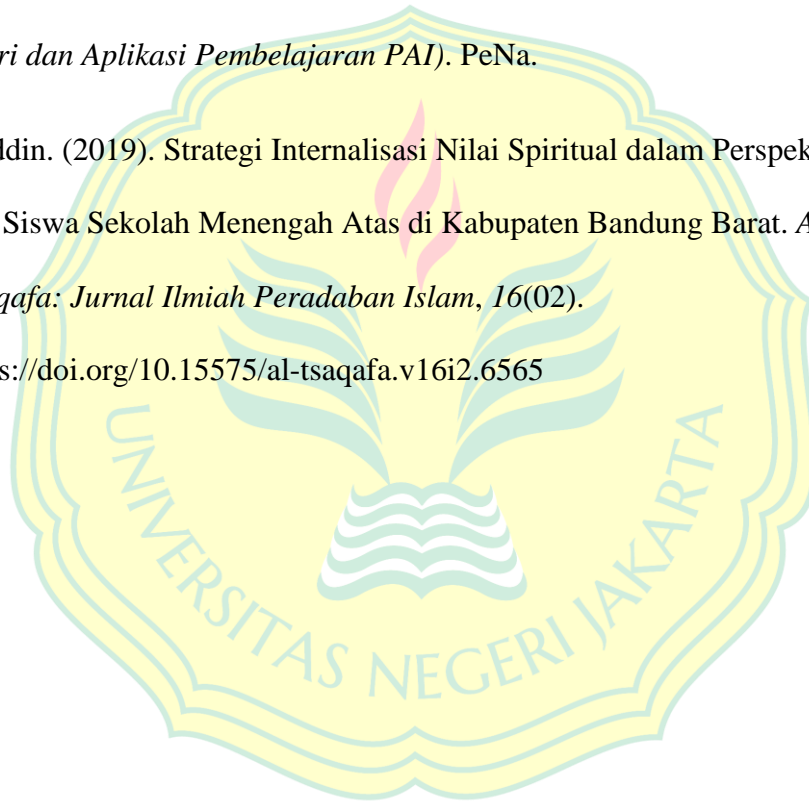 ri dan Aplikasi Pembelajaran PAI). PeNa.
ddin. (2019). Strategi Internalisasi Nilai Spiritual dalam Perspek
Siswa Sekolah Menengah Atas di Kabupaten Bandung Barat. A
qafa: Jurnal Ilmiah Peradaban Islam, 16(02).
s://doi.org/10.15575/al-tsaqafa.v16i2.6565
UNIVERSITAS NEGERI JAKARTA